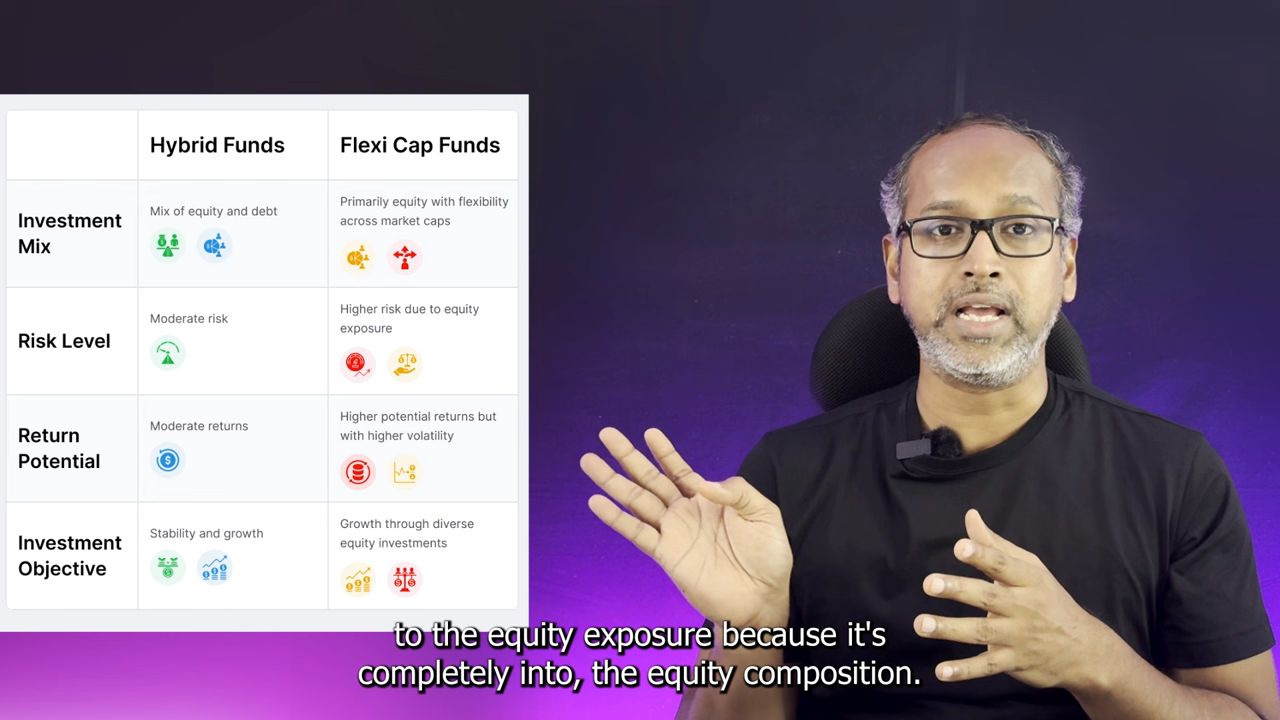 Hybrid Funds
Flexi Cap Funds
Investment
Mix
Mix of equity and debt
Primarily equity with flexibility
across market caps
Risk Level
Moderate risk
Higher risk due to equity
exposure
Return
Potential
Moderate returns
Higher potential returns but
with higher volatility
Investment
Objective
Stability and growth
Growth through diverse
equity investments
to the equity exposure because it's
completely into, the equity composition.